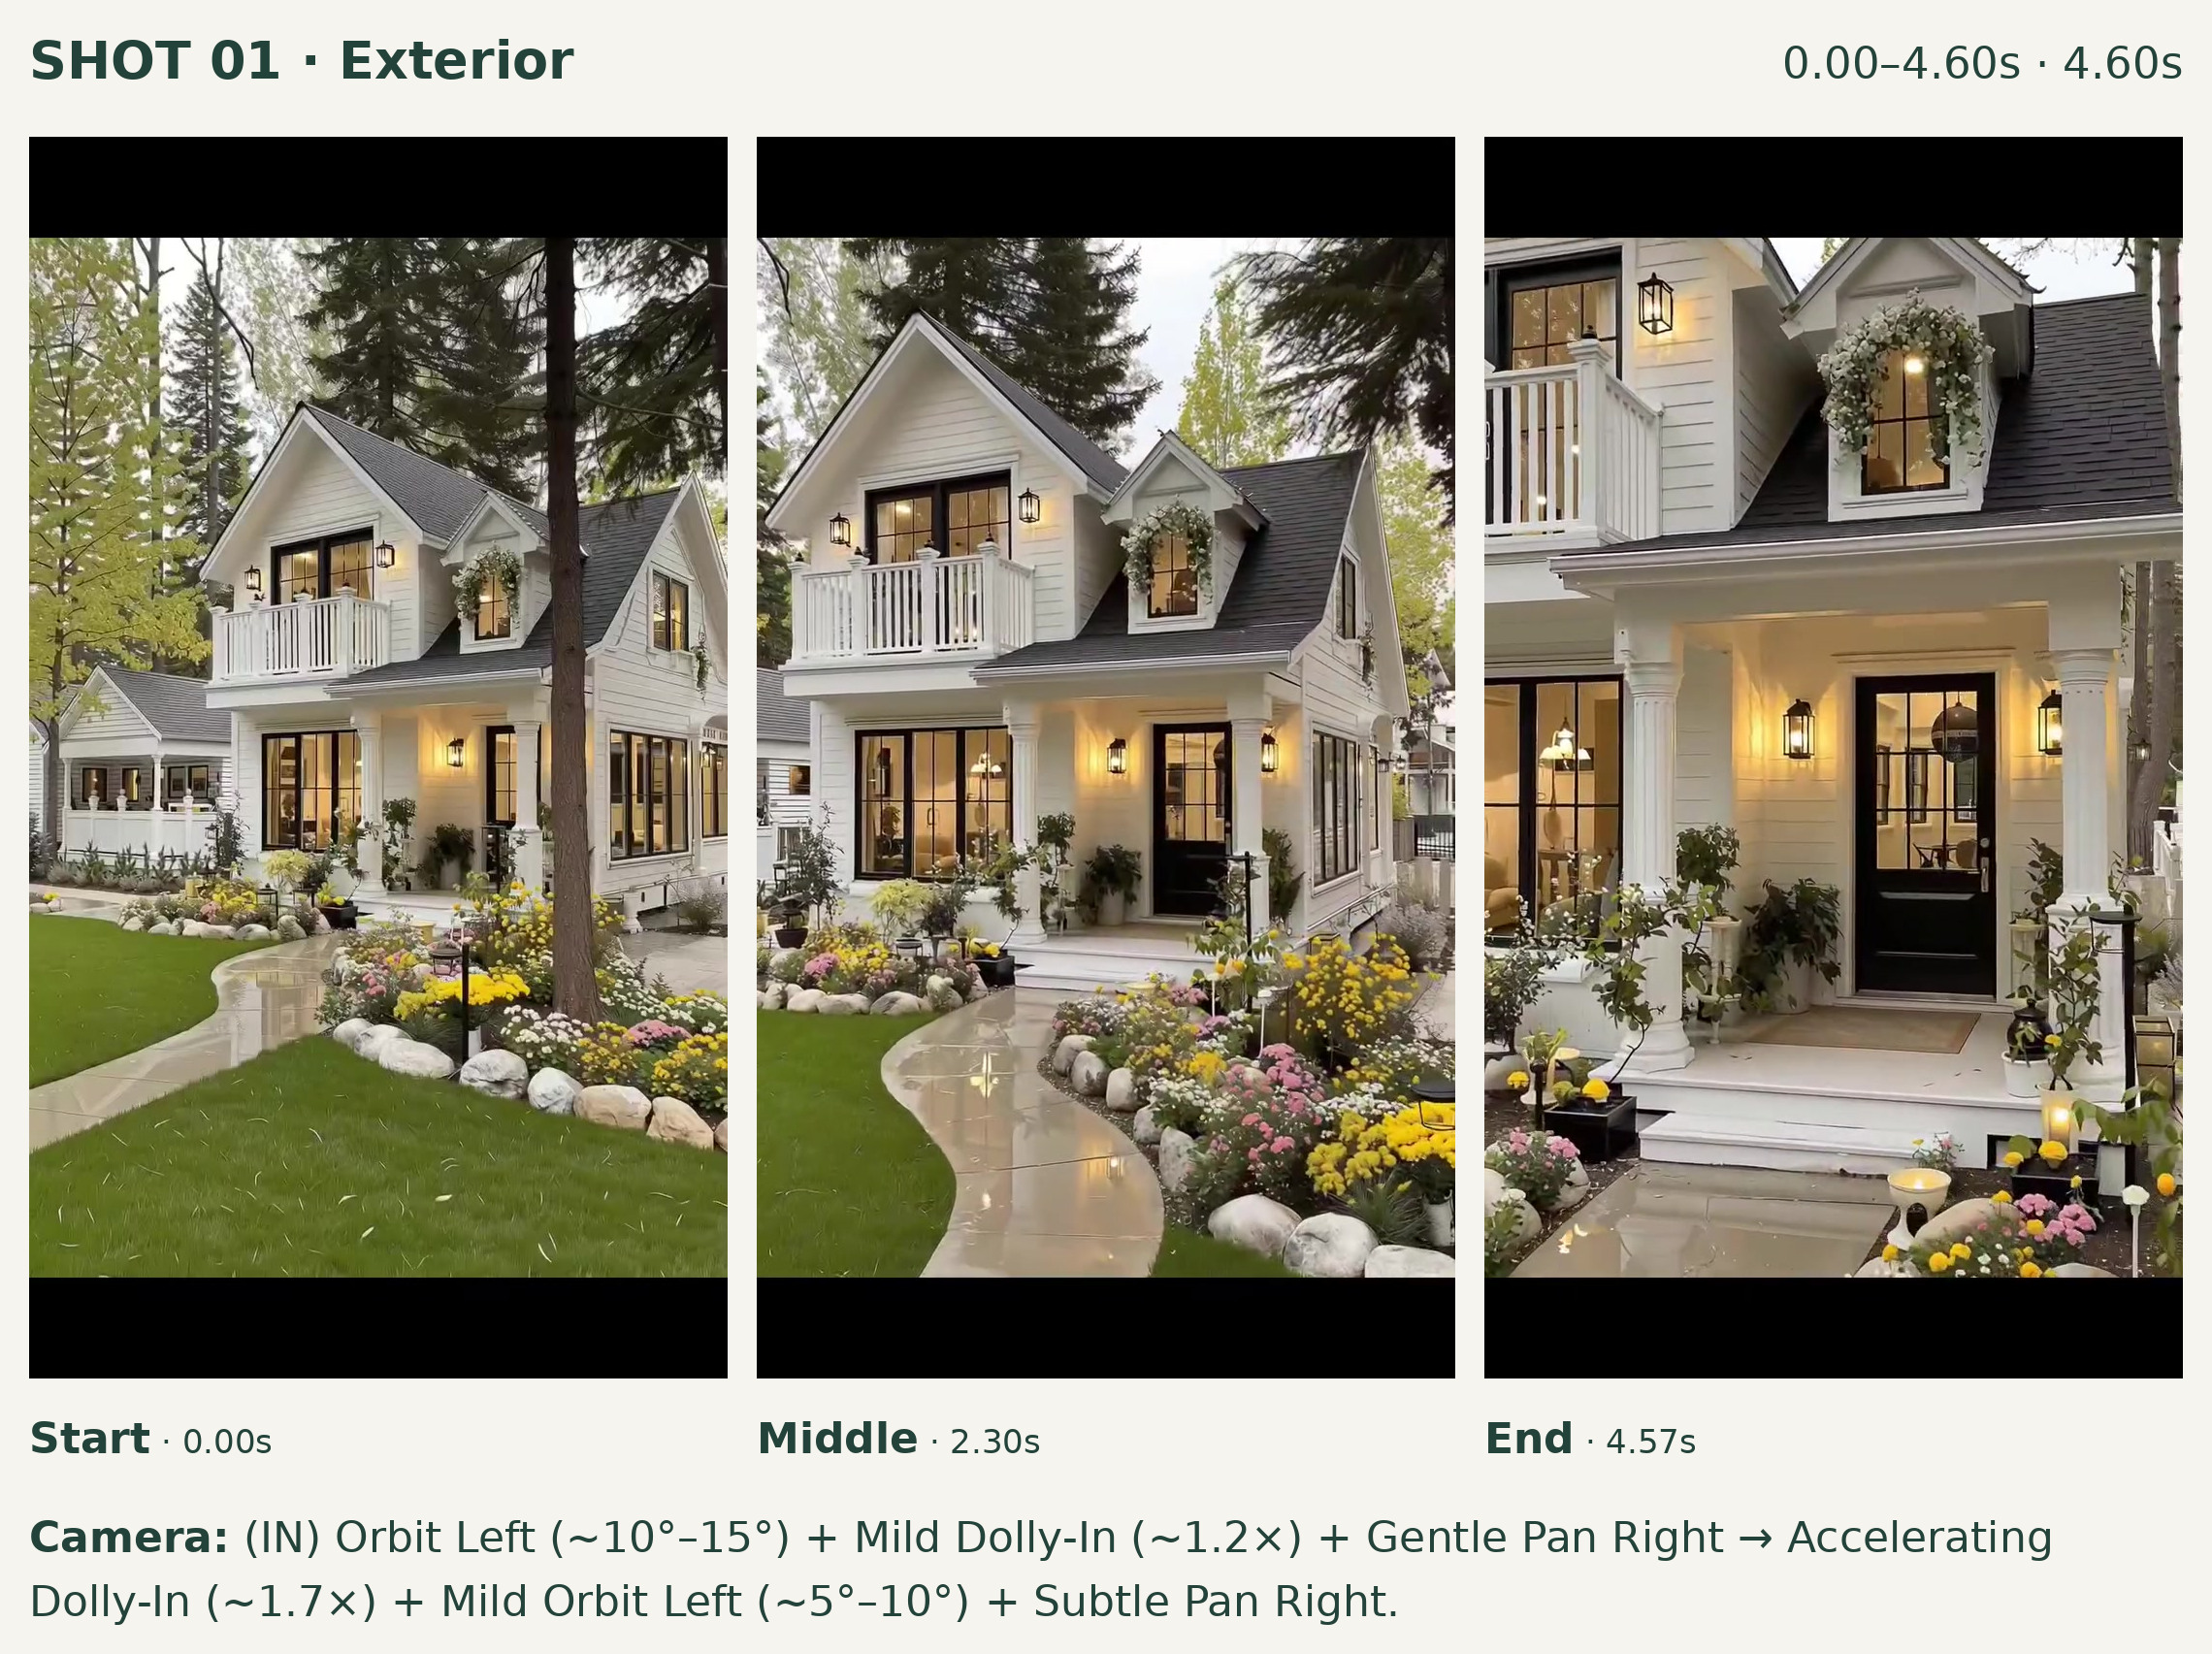 SHOT 01 · Exterior
0.00–4.60s · 4.60s
Start · 0.00s
Middle · 2.30s
End · 4.57s
Camera: (IN) Orbit Left (~10°–15°) + Mild Dolly-In (~1.2×) + Gentle Pan Right → Accelerating
Dolly-In (~1.7×) + Mild Orbit Left (~5°–10°) + Subtle Pan Right.